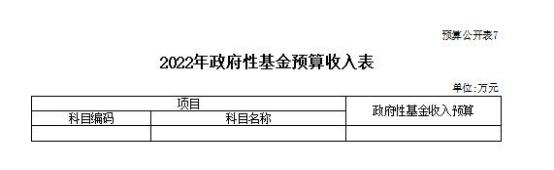 预算公开表7
2022年政府性基金预算收入表
单位:万元
项目
政府性基金收入预算
科目编码
科目名称